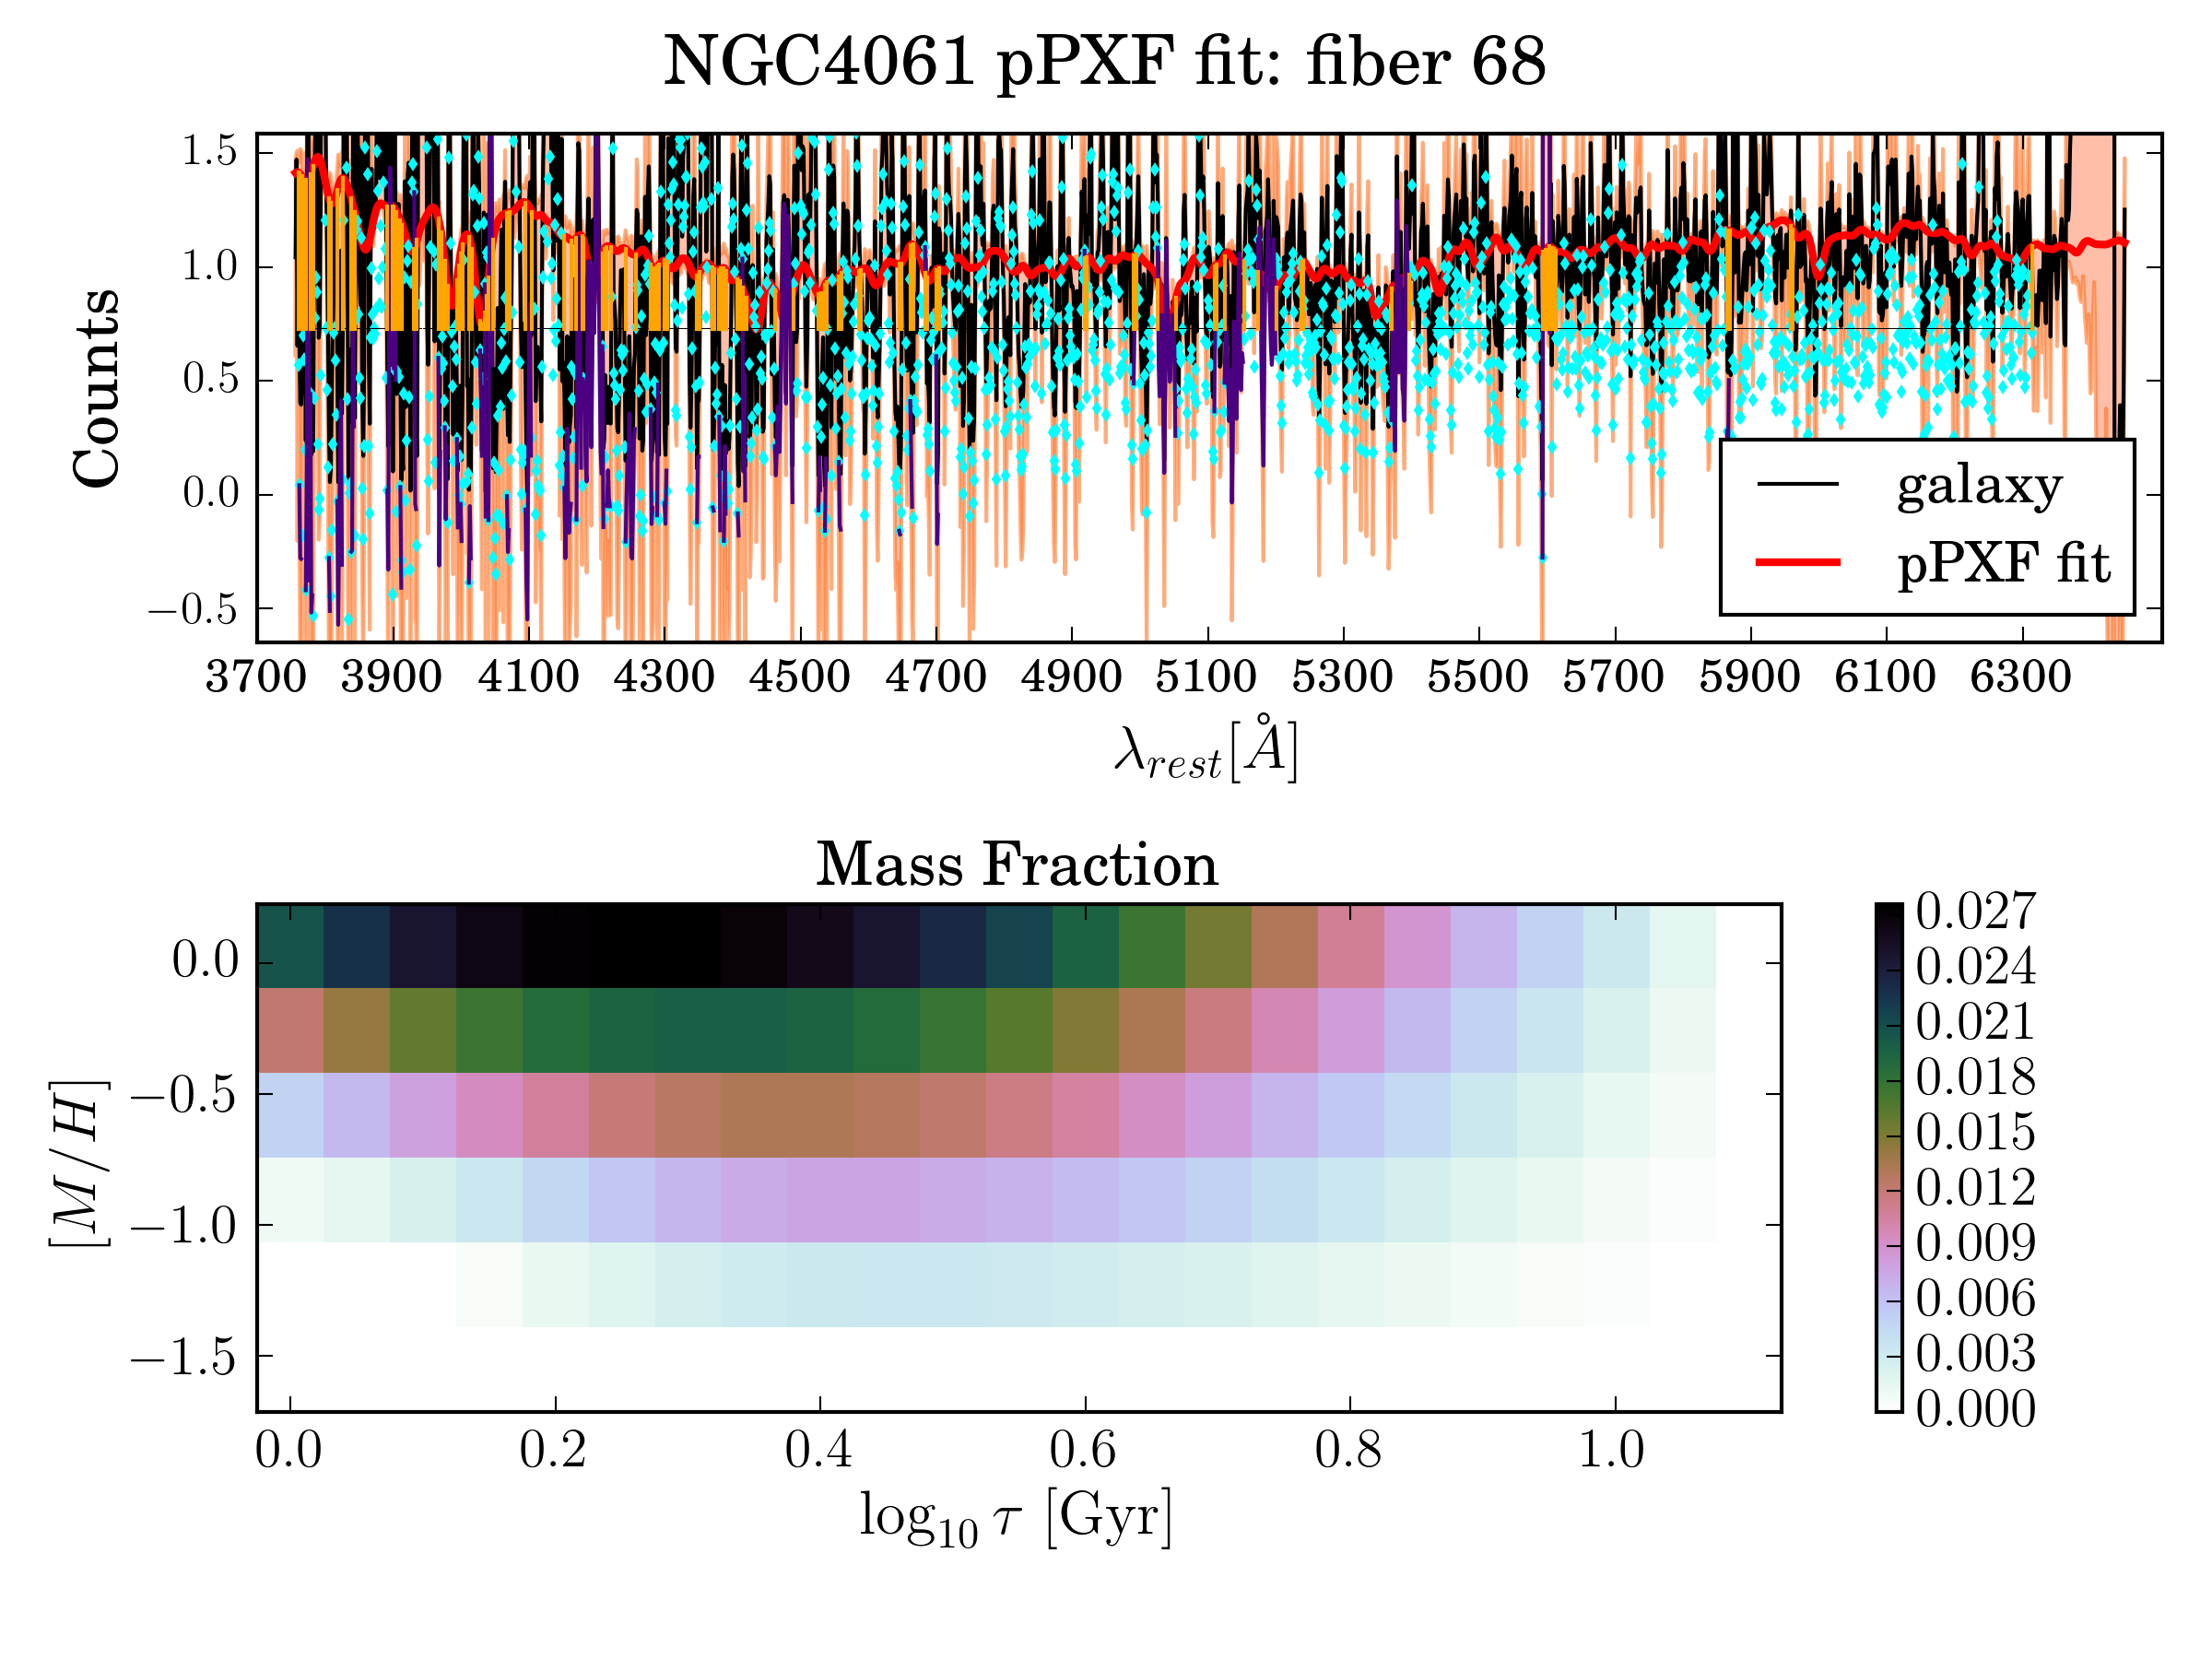 NGC4061 pPXF fit: fiber 68
1.5
1.0
0.5
0.0
−0.5
Counts
galaxy
pPXF fit
3700 3900 4100 4300 4500 4700 4900 5100 5300 5500 5700 5900 6100 6300
λrest[Å]
Mass Fraction
0.0
−0.5
−1.0
−1.5
[M/H]
0.027
0.024
0.021
0.018
0.015
0.012
0.009
0.006
0.003
0.000
0.0 0.2 0.4 0.6 0.8 1.0
log10 τ [Gyr]